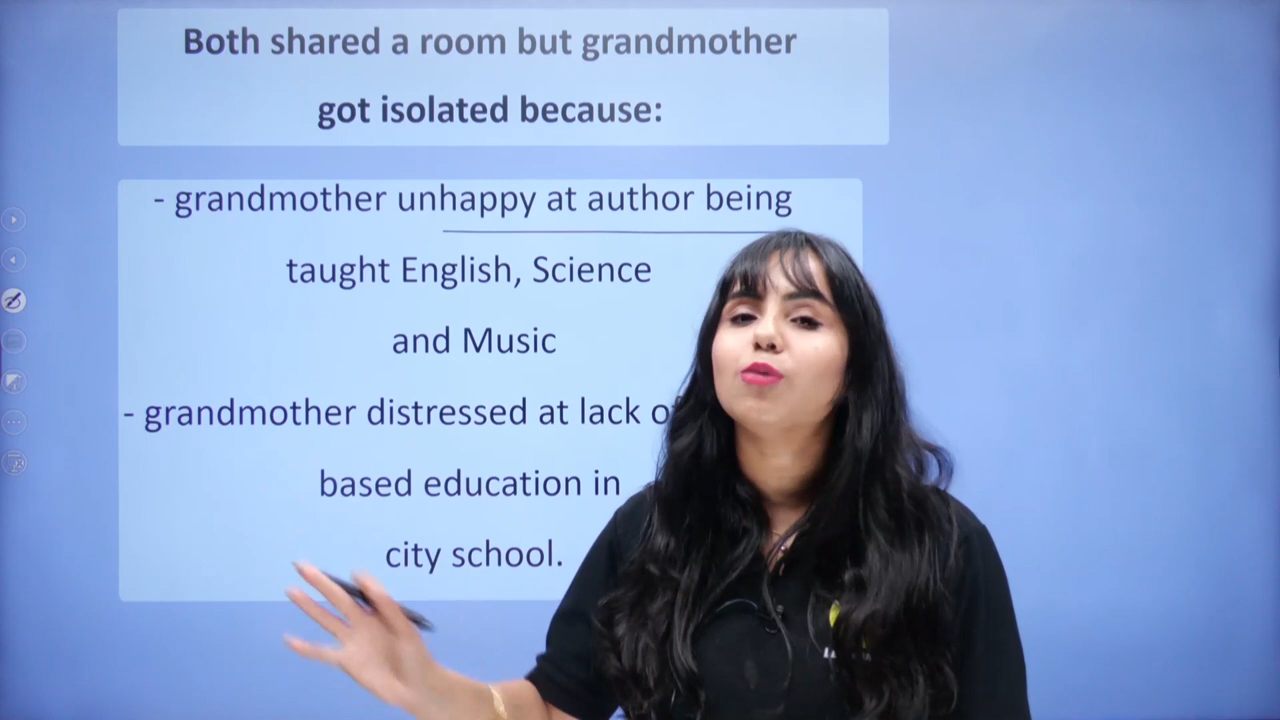 Both shared a room but grandmother
got isolated because:
- grandmother unhappy at author being
taught English, Science
and Music
- grandmother distressed at lack
based education in
city school.